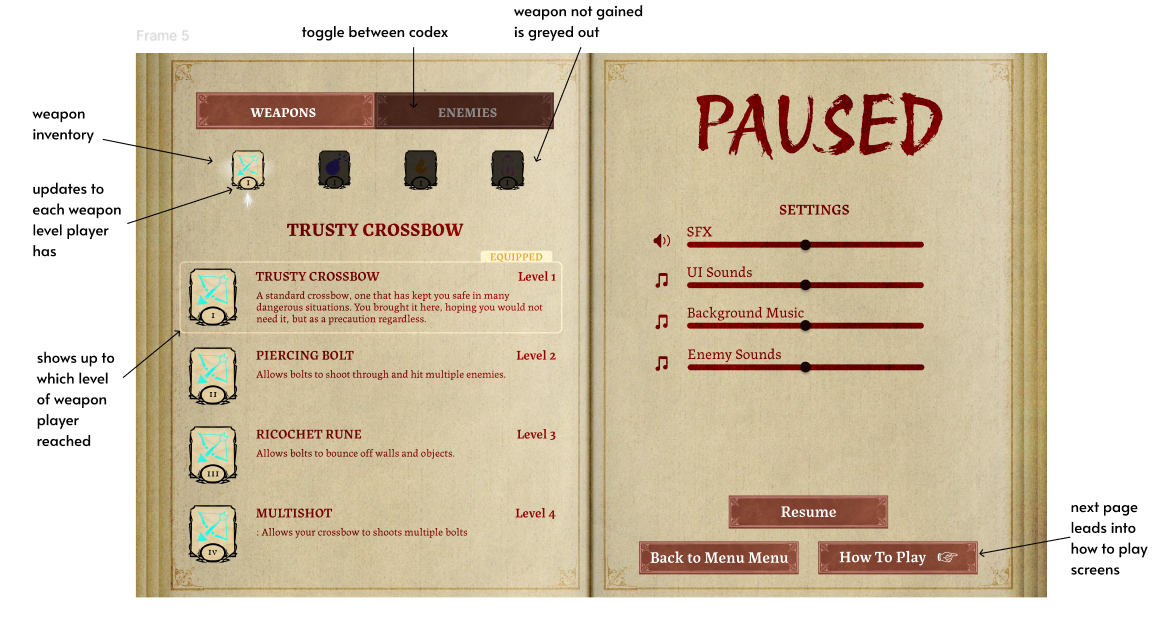 Frame 5
toggle between codex
weapon not gained
is greyed out
weapon
inventory
updates to
each weapon
level player
has
shows up to
which level
of weapon
player
reached
WEAPONS
ENEMIES
I
I
I
I
TRUSTY CROSSBOW
EQUIPPED
I
TRUSTY CROSSBOW
Level 1
A standard crossbow, one that has kept you safe in many
dangerous situations. You brought it here, hoping you would not
need it, but as a precaution regardless.
II
PIERCING BOLT
Level 2
Allows bolts to shoot through and hit multiple enemies.
III
RICOCHET RUNE
Level 3
Allows bolts to bounce off walls and objects.
IV
MULTISHOT
Level 4
: Allows your crossbow to shoots multiple bolts
PAUSED
SETTINGS
SFX
UI Sounds
Background Music
Enemy Sounds
Resume
Back to Menu Menu
How To Play
next page
leads into
how to play
screens